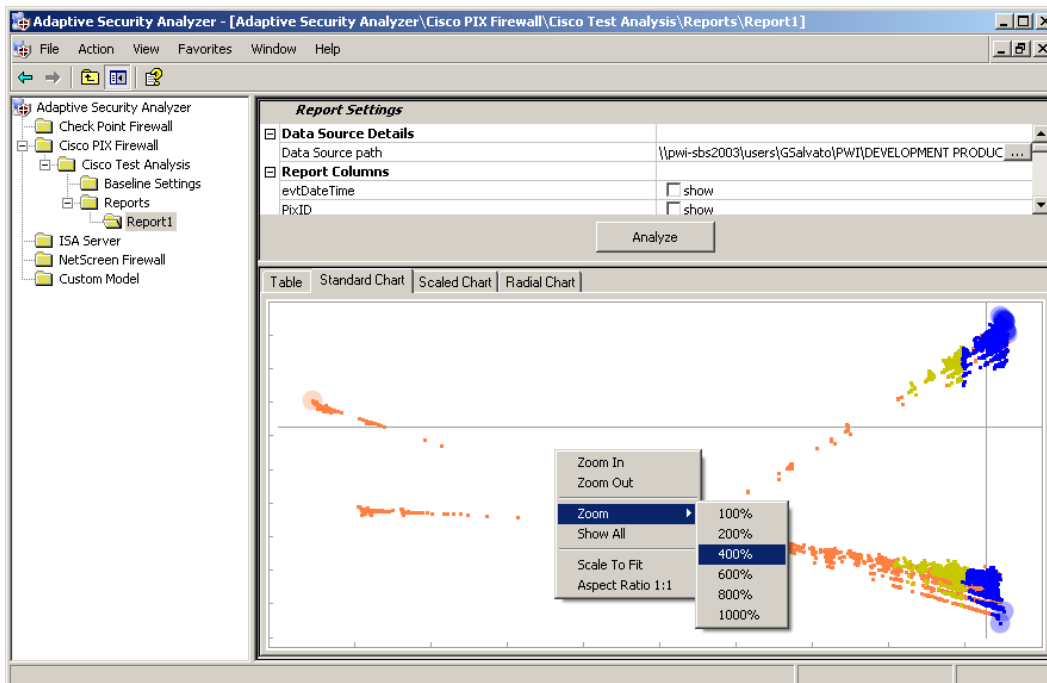 Adaptive Security Analyzer - [Adaptive Security Analyzer\Cisco PIX Firewall\Cisco Test Analysis\Reports\Report1]
File Action View Favorites Window Help
Adaptive Security Analyzer
Check Point Firewall
Cisco PIX Firewall
Cisco Test Analysis
Baseline Settings
Reports
Report1
ISA Server
NetScreen Firewall
Custom Model
Report Settings
Data Source Details
Data Source path \\pwi-sbs2003\users\GSalvato\PWI\DEVELOPMENT PRODUC ...
Report Columns
evtDateTime show
PixID show
Analyze
Table Standard Chart Scaled Chart Radial Chart
Zoom In
Zoom Out
Zoom
Show All
Scale To Fit
Aspect Ratio 1:1
100%
200%
400%
600%
800%
1000%